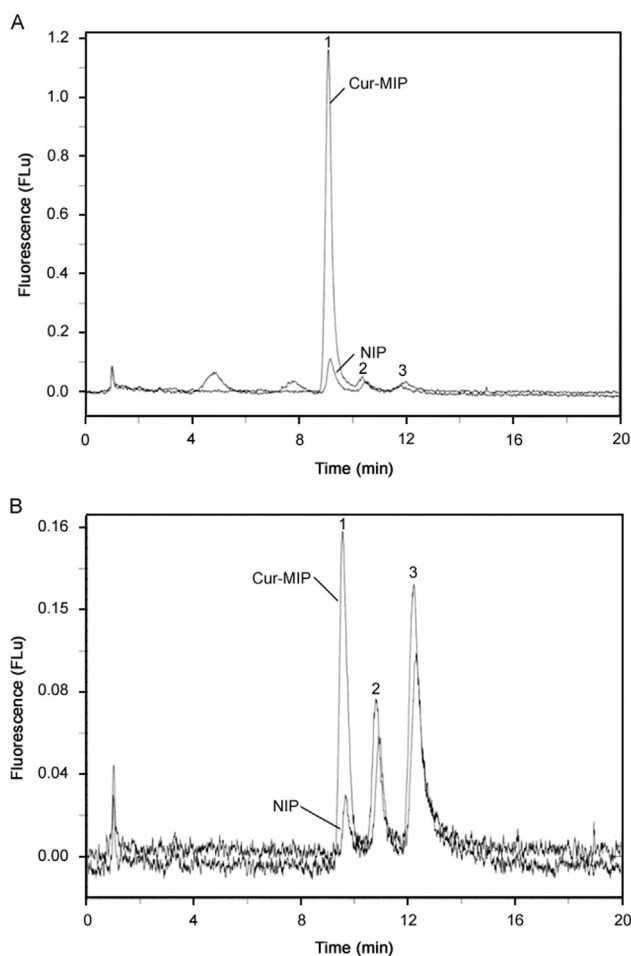 A
1.2
1.0
0.8
0.6
0.4
0.2
0.0
Fluorescence (FLu)
1
Cur-MIP
NIP
2
3
0 4 8 12 16 20
Time (min)
B
0.16
0.15
0.08
0.04
0.00
Fluorescence (FLu)
1
Cur-MIP
3
2
NIP
0 4 8 12 16 20
Time (min)